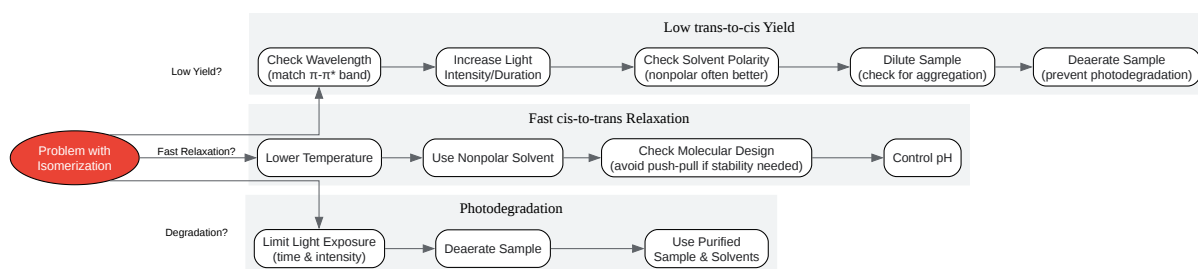 Low trans-to-cis Yield
Low Yield?
Check Wavelength
(match π-π* band)
Increase Light
Intensity/Duration
Check Solvent Polarity
(nonpolar often better)
Dilute Sample
(check for aggregation)
Deaerate Sample
(prevent photodegradation)
Problem with
Isomerization
Fast cis-to-trans Relaxation
Fast Relaxation?
Lower Temperature
Use Nonpolar Solvent
Check Molecular Design
(avoid push-pull if stability needed)
Control pH
Photodegradation
Degradation?
Limit Light Exposure
(time & intensity)
Deaerate Sample
Use Purified
Sample & Solvents